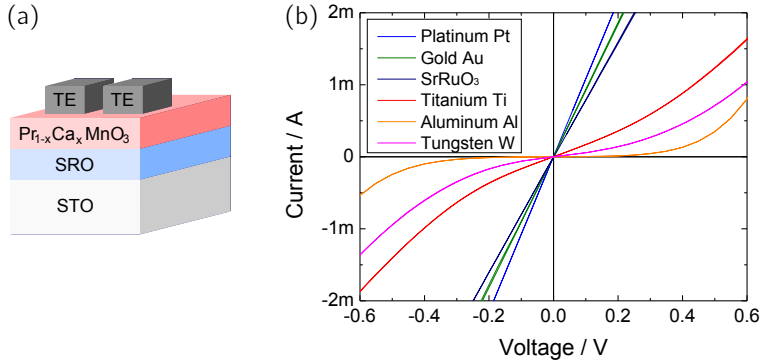 (a)
TE TE
Pr₁₋ₓCaₓMnO₃
SRO
STO
(b)
Current / A
2m
1m
0
-1m
-2m
Platinum Pt
Gold Au
SrRuO₃
Titanium Ti
Aluminum Al
Tungsten W
-0.6 -0.4 -0.2 0.0 0.2 0.4 0.6
Voltage / V